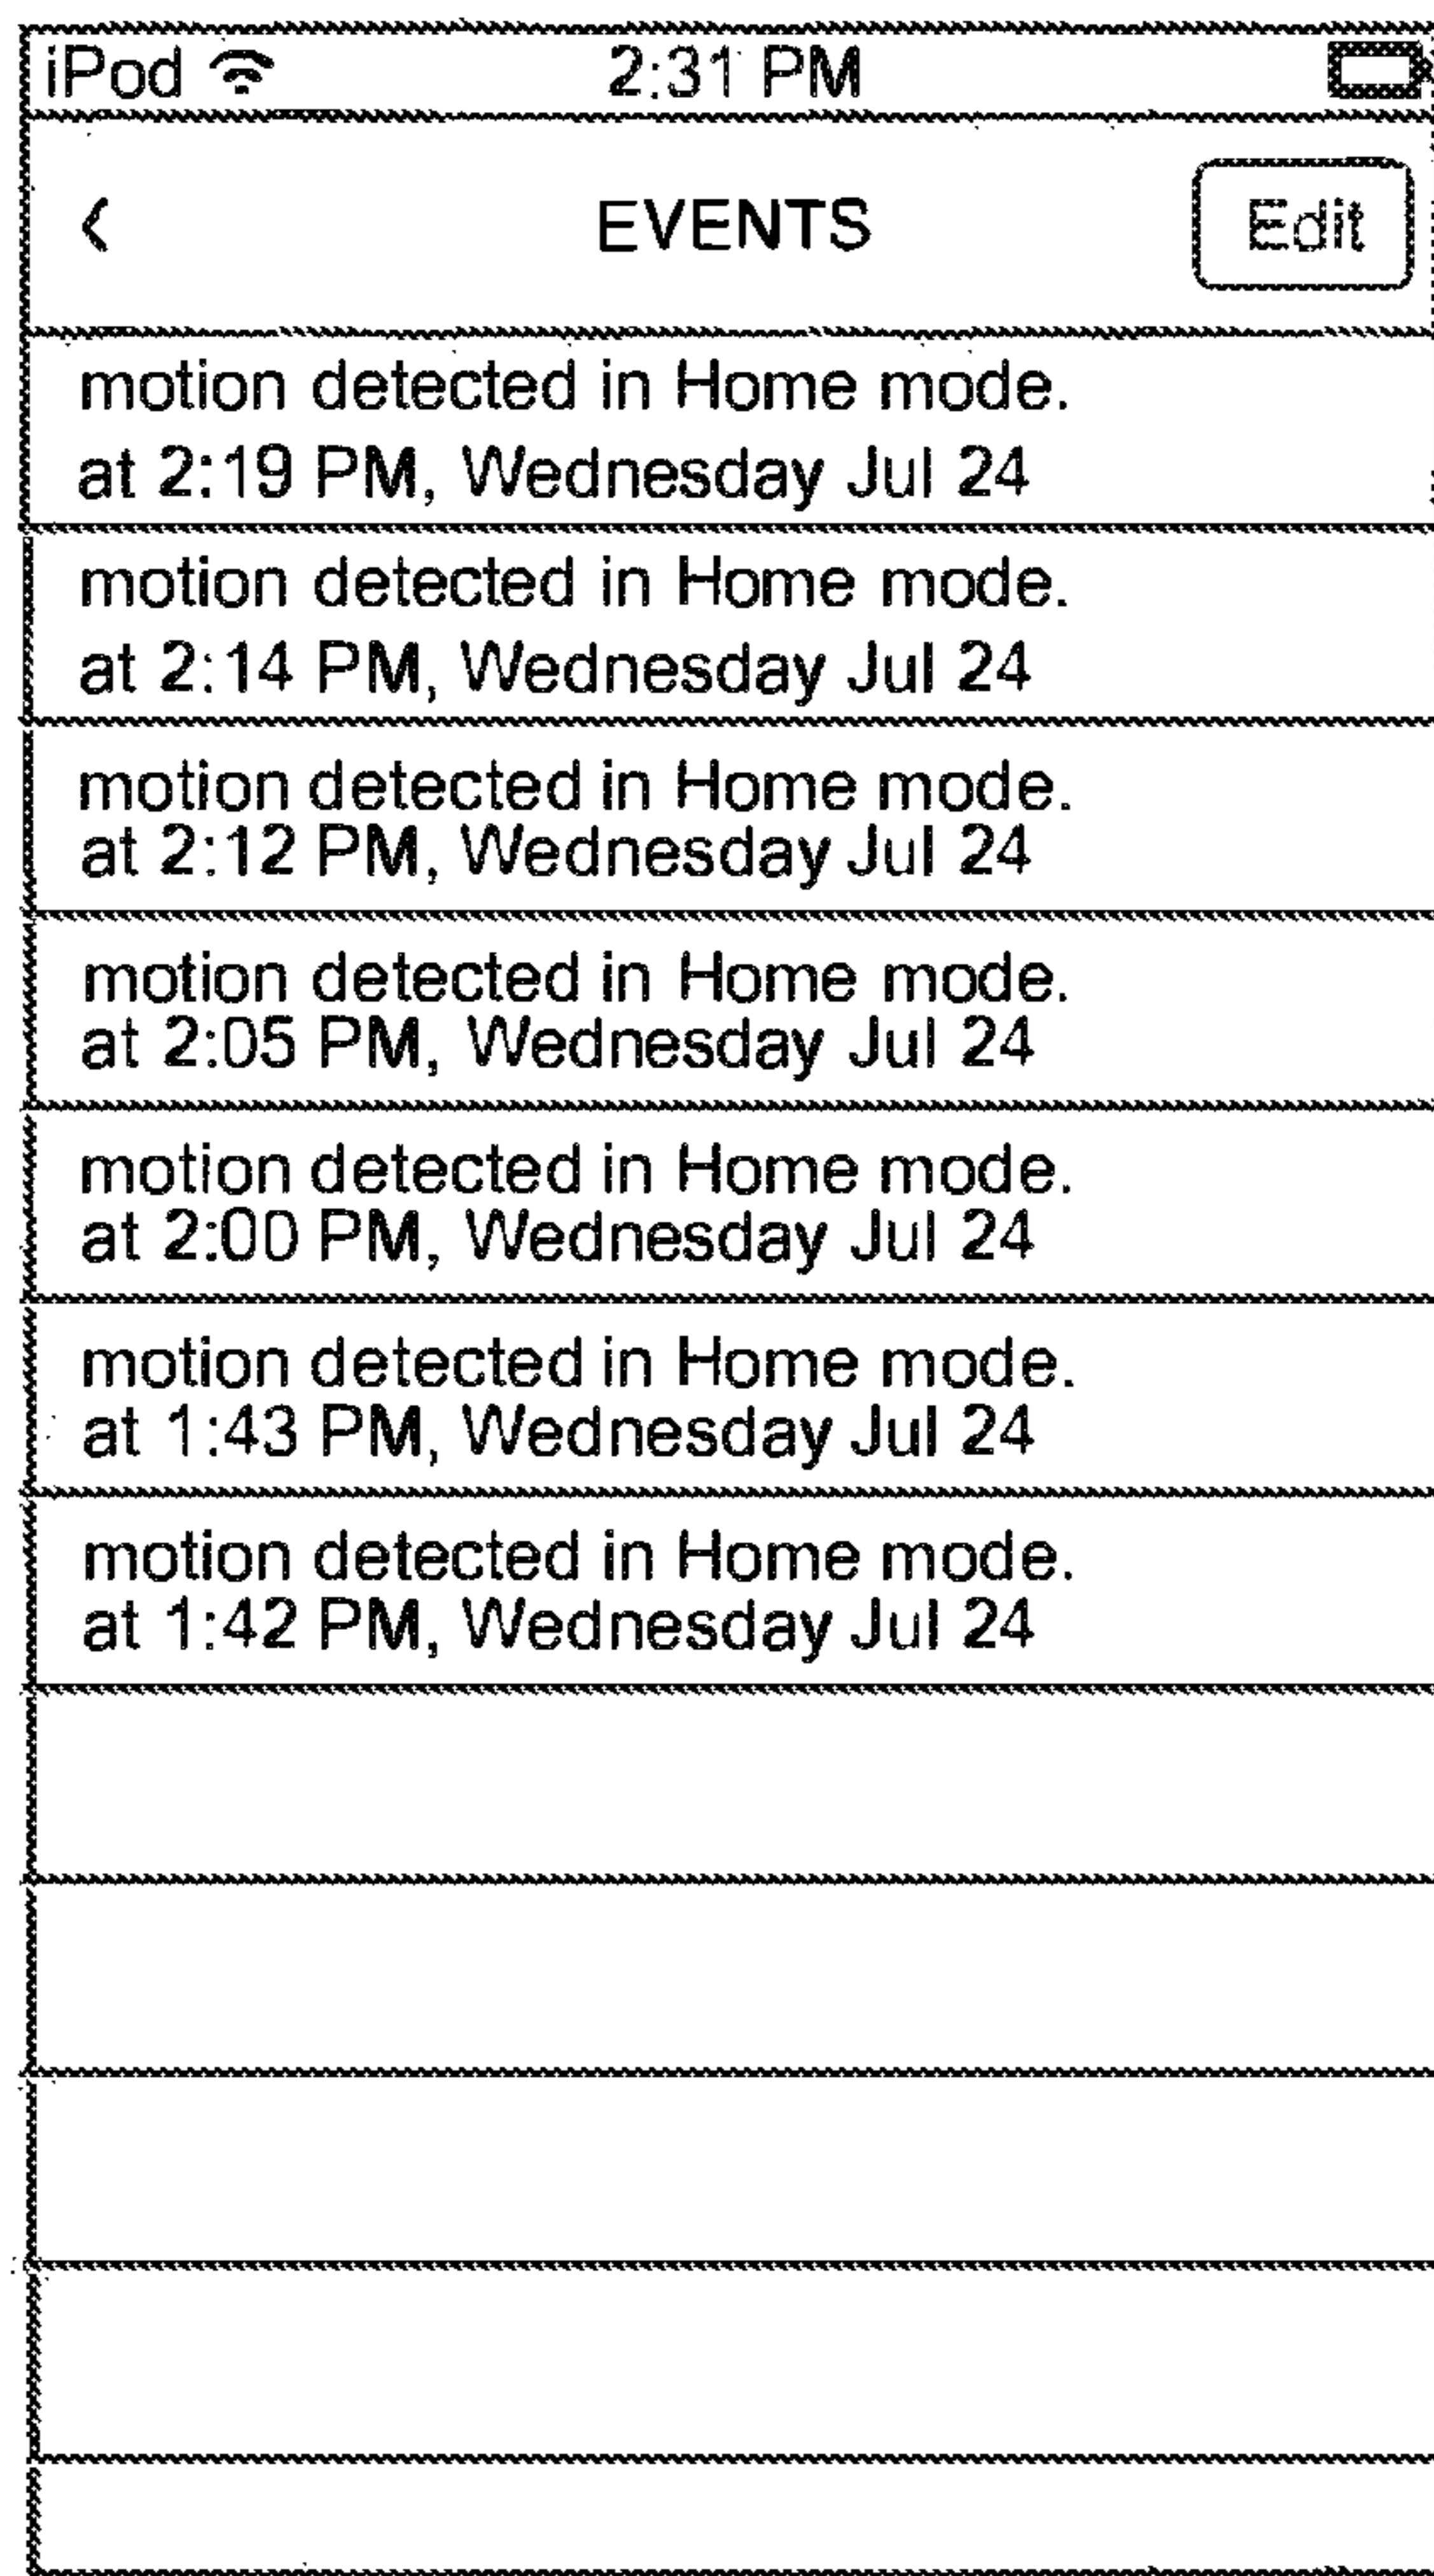 iPod 2:31 PM
< EVENTS Edit
motion detected in Home mode.
at 2:19 PM, Wednesday Jul 24
motion detected in Home mode.
at 2:14 PM, Wednesday Jul 24
motion detected in Home mode.
at 2:12 PM, Wednesday Jul 24
motion detected in Home mode.
at 2:05 PM, Wednesday Jul 24
motion detected in Home mode.
at 2:00 PM, Wednesday Jul 24
motion detected in Home mode.
at 1:43 PM, Wednesday Jul 24
motion detected in Home mode.
at 1:42 PM, Wednesday Jul 24